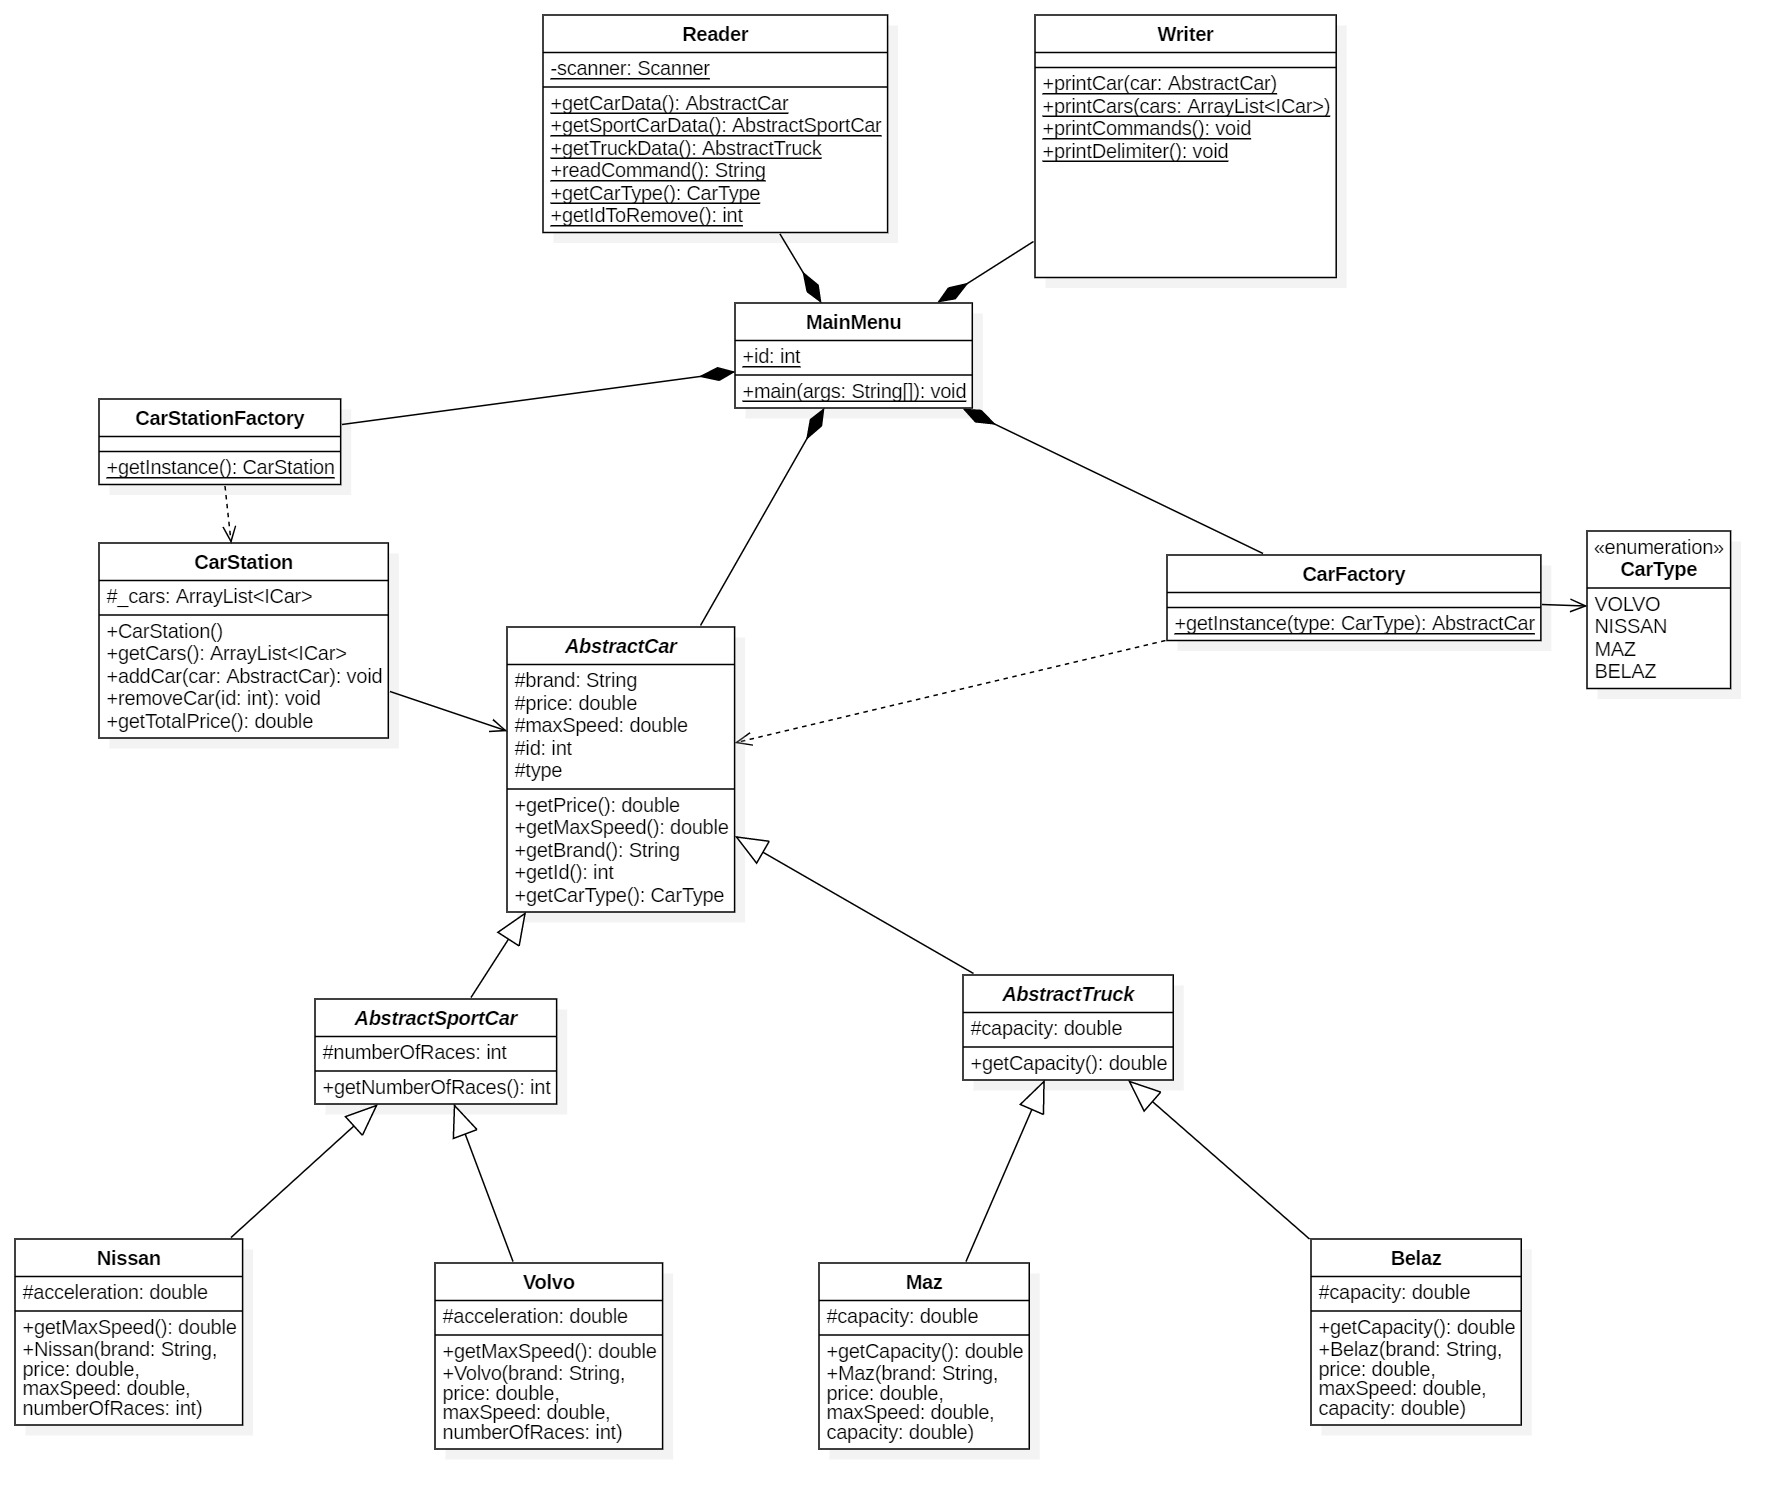 Reader
-scanner: Scanner
+getCarData(): AbstractCar
+getSportCarData(): AbstractSportCar
+getTruckData(): AbstractTruck
+readCommand(): String
+getCarType(): CarType
+getIdToRemove(): int
Writer
+printCar(car: AbstractCar)
+printCars(cars: ArrayList<ICar>)
+printCommands(): void
+printDelimiter(): void
MainMenu
+id: int
+main(args: String[]): void
CarStationFactory
+getInstance(): CarStation
CarStation
#_cars: ArrayList<ICar>
+CarStation()
+getCars(): ArrayList<ICar>
+addCar(car: AbstractCar): void
+removeCar(id: int): void
+getTotalPrice(): double
CarFactory
+getInstance(type: CarType): AbstractCar
«enumeration»
CarType
VOLVO
NISSAN
MAZ
BELAZ
AbstractCar
#brand: String
#price: double
#maxSpeed: double
#id: int
#type
+getPrice(): double
+getMaxSpeed(): double
+getBrand(): String
+getId(): int
+getCarType(): CarType
AbstractSportCar
#numberOfRaces: int
+getNumberOfRaces(): int
AbstractTruck
#capacity: double
+getCapacity(): double
Nissan
#acceleration: double
+getMaxSpeed(): double
+Nissan(brand: String,
price: double,
maxSpeed: double,
numberOfRaces: int)
Volvo
#acceleration: double
+getMaxSpeed(): double
+Volvo(brand: String,
price: double,
maxSpeed: double,
numberOfRaces: int)
Maz
#capacity: double
+getCapacity(): double
+Maz(brand: String,
price: double,
maxSpeed: double,
capacity: double)
Belaz
#capacity: double
+getCapacity(): double
+Belaz(brand: String,
price: double,
maxSpeed: double,
capacity: double)